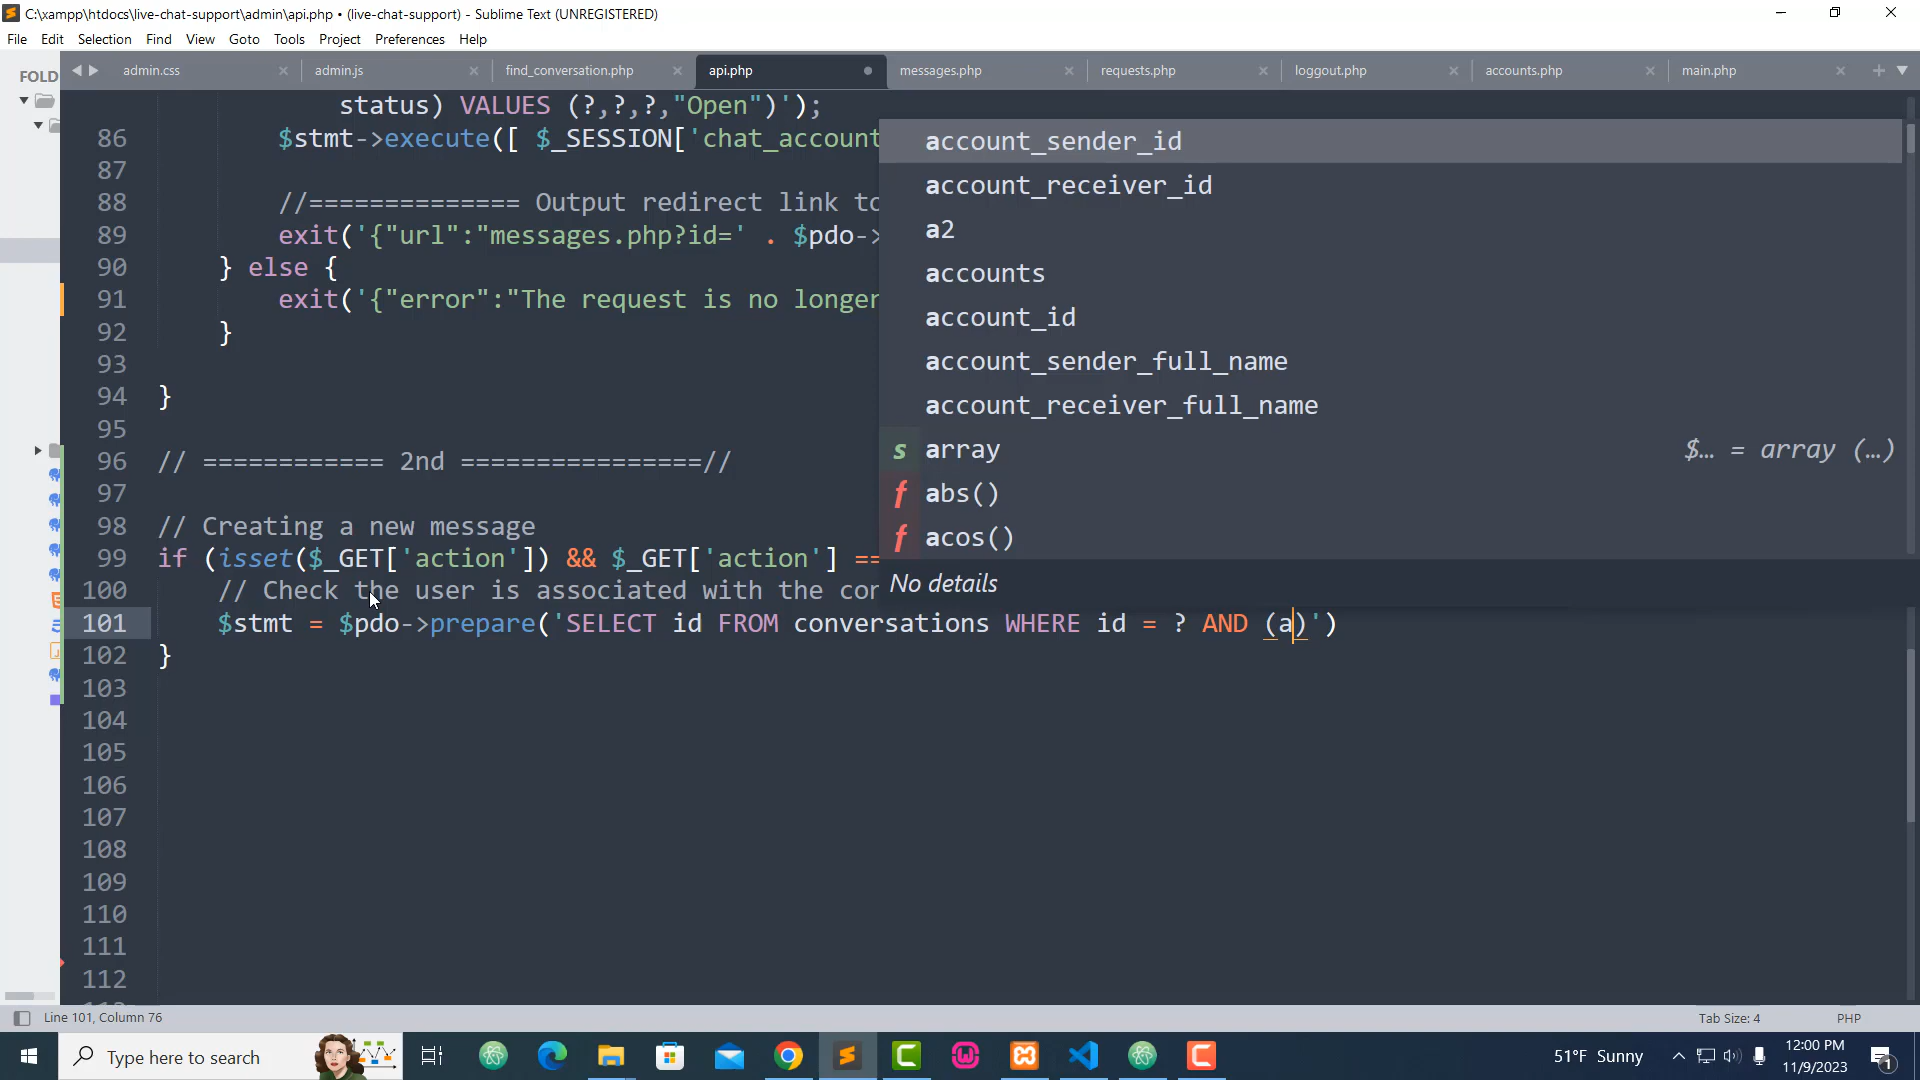 C:\xampp\htdocs\live-chat-support\admin\api.php • (live-chat-support) - Sublime Text (UNREGISTERED)
File Edit Selection Find View Goto Tools Project Preferences Help
FOLD
admin.css admin.js find_conversation.php api.php messages.php requests.php loggout.php accounts.php main.php
status) VALUES (?,?,?,"Open")');
86 $stmt->execute([ $_SESSION['chat_account
87
88 //============== Output redirect link to
89 exit('{"url":"messages.php?id=' . $pdo->
90 } else {
91 exit('{"error":"The request is no longer
92 }
93
94 }
95
96 // ============ 2nd ================//
97
98 // Creating a new message
99 if (isset($_GET['action']) && $_GET['action'] ==
100 // Check the user is associated with the con
101 $stmt = $pdo->prepare('SELECT id FROM conversations WHERE id = ? AND (a)')
102 }
103
104
105
106
107
108
109
110
111
112
account_sender_id
account_receiver_id
a2
accounts
account_id
account_sender_full_name
account_receiver_full_name
s array $… = array (…)
f abs()
f acos()
No details
Line 101, Column 76 Tab Size: 4 PHP
Type here to search
51°F Sunny
12:00 PM
11/9/2023
1